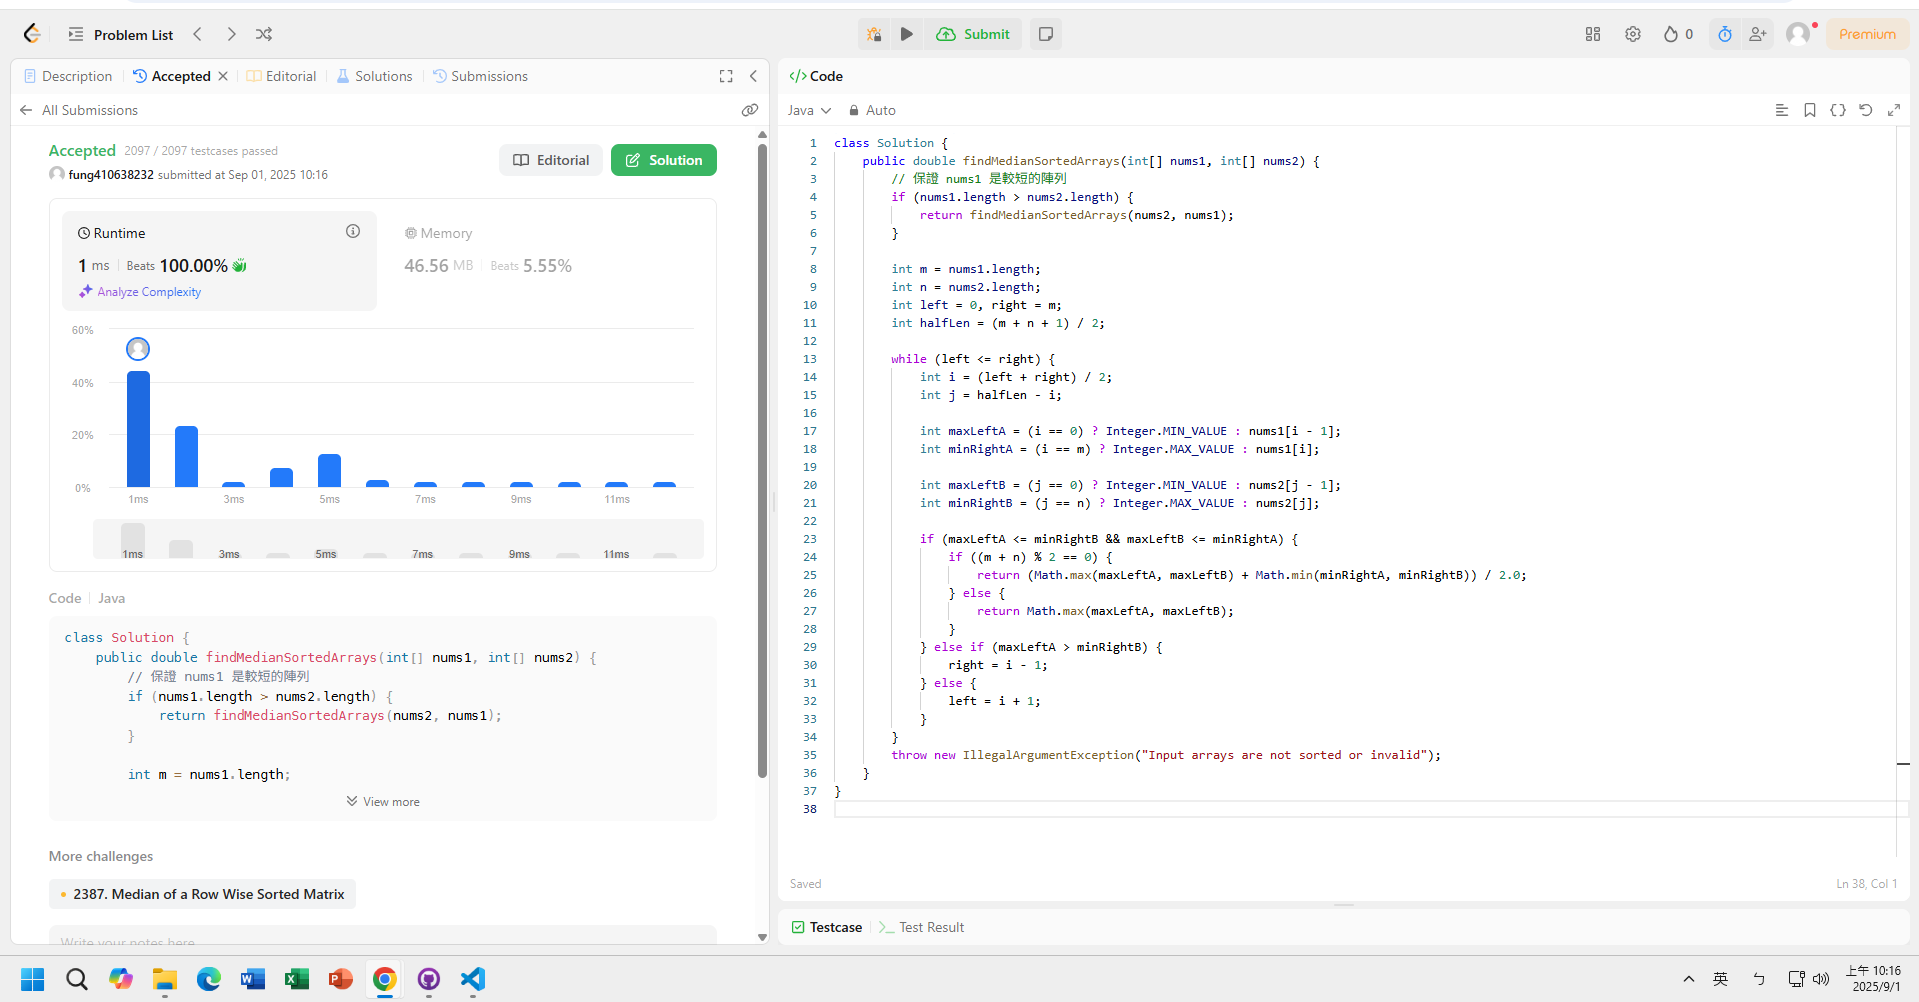 Problem List
Submit
0
Premium
Description
Accepted
Editorial
Solutions
Submissions
All Submissions
Accepted 2097 / 2097 testcases passed
fung410638232 submitted at Sep 01, 2025 10:16
Editorial
Solution
Runtime
1 ms Beats 100.00%
Analyze Complexity
Memory
46.56 MB Beats 5.55%
60%
40%
20%
0%
1ms 3ms 5ms 7ms 9ms 11ms
1ms 3ms 5ms 7ms 9ms 11ms
Code Java
class Solution {
public double findMedianSortedArrays(int[] nums1, int[] nums2) {
// 保證 nums1 是較短的陣列
if (nums1.length > nums2.length) {
return findMedianSortedArrays(nums2, nums1);
}
int m = nums1.length;
View more
More challenges
2387. Median of a Row Wise Sorted Matrix
Write your notes here
</> Code
Java Auto
1 class Solution {
2 public double findMedianSortedArrays(int[] nums1, int[] nums2) {
3 // 保證 nums1 是較短的陣列
4 if (nums1.length > nums2.length) {
5 return findMedianSortedArrays(nums2, nums1);
6 }
7
8 int m = nums1.length;
9 int n = nums2.length;
10 int left = 0, right = m;
11 int halfLen = (m + n + 1) / 2;
12
13 while (left <= right) {
14 int i = (left + right) / 2;
15 int j = halfLen - i;
16
17 int maxLeftA = (i == 0) ? Integer.MIN_VALUE : nums1[i - 1];
18 int minRightA = (i == m) ? Integer.MAX_VALUE : nums1[i];
19
20 int maxLeftB = (j == 0) ? Integer.MIN_VALUE : nums2[j - 1];
21 int minRightB = (j == n) ? Integer.MAX_VALUE : nums2[j];
22
23 if (maxLeftA <= minRightB && maxLeftB <= minRightA) {
24 if ((m + n) % 2 == 0) {
25 return (Math.max(maxLeftA, maxLeftB) + Math.min(minRightA, minRightB)) / 2.0;
26 } else {
27 return Math.max(maxLeftA, maxLeftB);
28 }
29 } else if (maxLeftA > minRightB) {
30 right = i - 1;
31 } else {
32 left = i + 1;
33 }
34 }
35 throw new IllegalArgumentException("Input arrays are not sorted or invalid");
36 }
37 }
38
Saved
Ln 38, Col 1
Testcase
Test Result
英
ㄅ
上午 10:16
2025/9/1